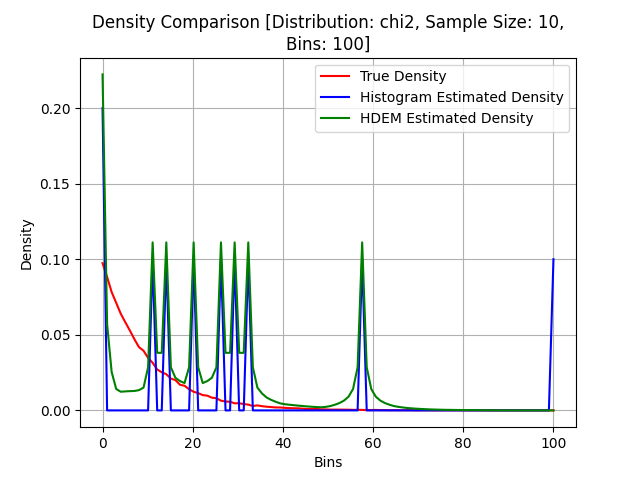 Density Comparison [Distribution: chi2, Sample Size: 10,
Bins: 100]
True Density
Histogram Estimated Density
HDEM Estimated Density
Density
0.20
0.15
0.10
0.05
0.00
0 20 40 60 80 100
Bins